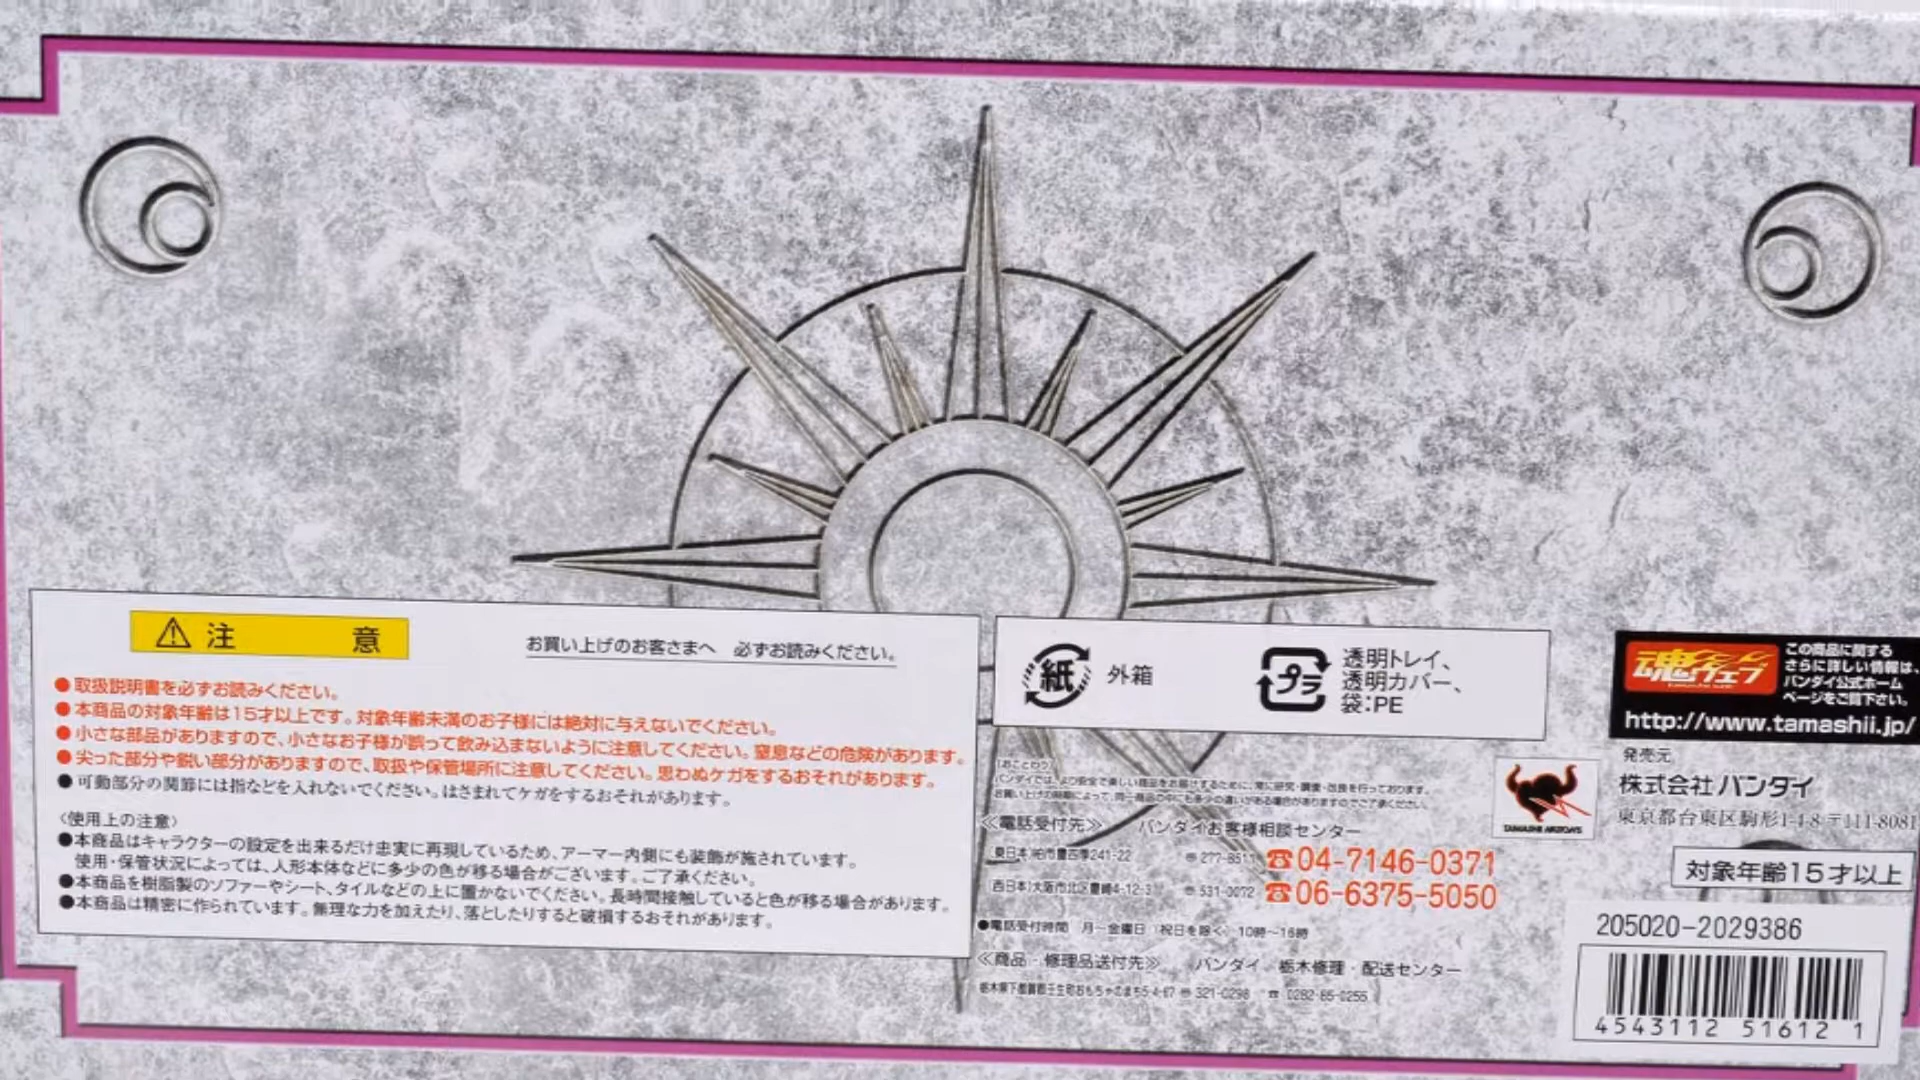 ⚠注 意
お買い上げのお客さまへ 必ずお読みください。
●取扱説明書を必ずお読みください。
●本商品の対象年齢は15才以上です。対象年齢未満のお子様には絶対に与えないでください。
●小さな部品がありますので、小さなお子様が誤って飲み込まないように注意してください。窒息などの危険があります。
●尖った部分や鋭い部分がありますので、取扱や保管場所に注意してください。思わぬケガをするおそれがあります。
●可動部分の関節には指などを入れないでください。はさまれてケガをするおそれがあります。
〈使用上の注意〉
●本商品はキャラクターの設定を出来るだけ忠実に再現しているため、アーマー内側にも装飾が施されています。
使用・保管状況によっては、人形本体などに多少の色が移る場合がございます。ご了承ください。
●本商品を樹脂製のソファーやシート、タイルなどの上に置かないでください。長時間接触していると色が移る場合があります。
●本商品は精密に作られています。無理な力を加えたり、落としたりすると破損するおそれがあります。
紙 外箱
プラ 透明トレイ、
透明カバー、
袋:PE
[おことわり]
バンダイでは、より安全で楽しい商品をお届けするために、常に研究・調査・改良を行っております。
お買い上げの時期によって、同一商品の中にも多少の違いがある場合がありますのでご了承ください。
≪電話受付先≫ バンダイお客様相談センター
[東日本]柏市豊四季241-22 〒277-8511 ☎04-7146-0371
[西日本]大阪市北区豊崎4-12-3 〒531-0072 ☎06-6375-5050
●電話受付時間 月〜金曜日(祝日を除く)10時〜16時
≪商品・修理品送付先≫ バンダイ 栃木修理・配送センター
栃木県下都賀郡壬生町おもちゃのまち5-4-67 〒321-0298 ☎ 0282-85-0255
魂ウェブ
この商品に関する
さらに詳しい情報は、
バンダイ公式ホーム
ページをご覧下さい。
http://www.tamashii.jp/
発売元
株式会社バンダイ
東京都台東区駒形1-4-8 〒111-8081
TAMASHII NATIONS
対象年齢15才以上
205020-2029386
4543112 51612 1